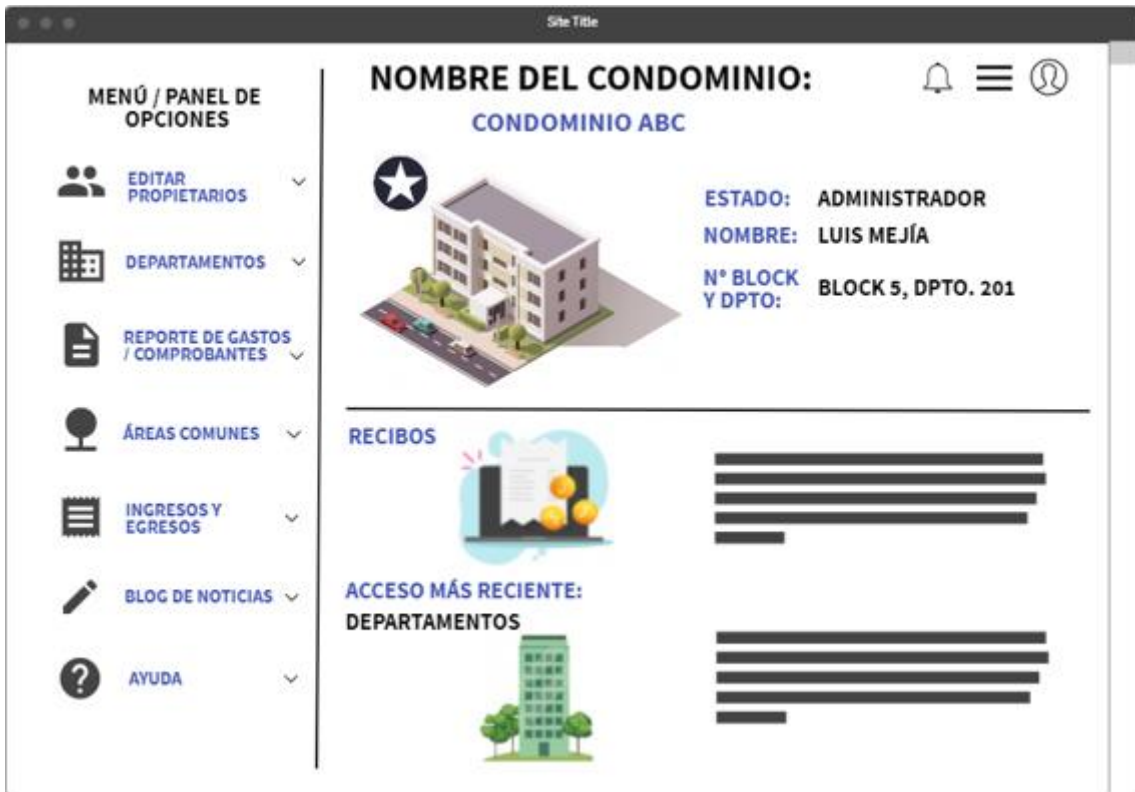 Site Title
MENÚ / PANEL DE
OPCIONES
EDITAR
PROPIETARIOS
DEPARTAMENTOS
REPORTE DE GASTOS
/ COMPROBANTES
ÁREAS COMUNES
INGRESOS Y
EGRESOS
BLOG DE NOTICIAS
AYUDA
NOMBRE DEL CONDOMINIO:
CONDOMINIO ABC
ESTADO: ADMINISTRADOR
NOMBRE: LUIS MEJÍA
N° BLOCK
Y DPTO: BLOCK 5, DPTO. 201
RECIBOS
ACCESO MÁS RECIENTE:
DEPARTAMENTOS